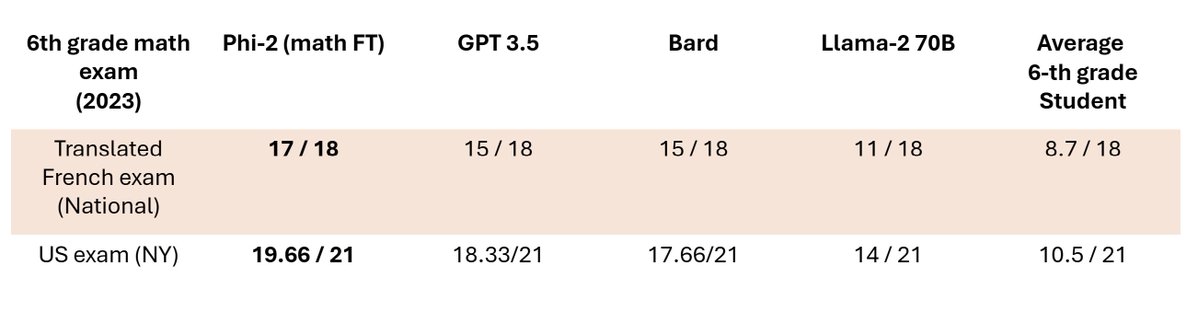 6th grade math exam (2023) Phi-2 (math FT) GPT 3.5 Bard Llama-2 70B Average 6-th grade Student
Translated French exam (National) 17 / 18 15 / 18 15 / 18 11 / 18 8.7 / 18
US exam (NY) 19.66 / 21 18.33/21 17.66/21 14 / 21 10.5 / 21